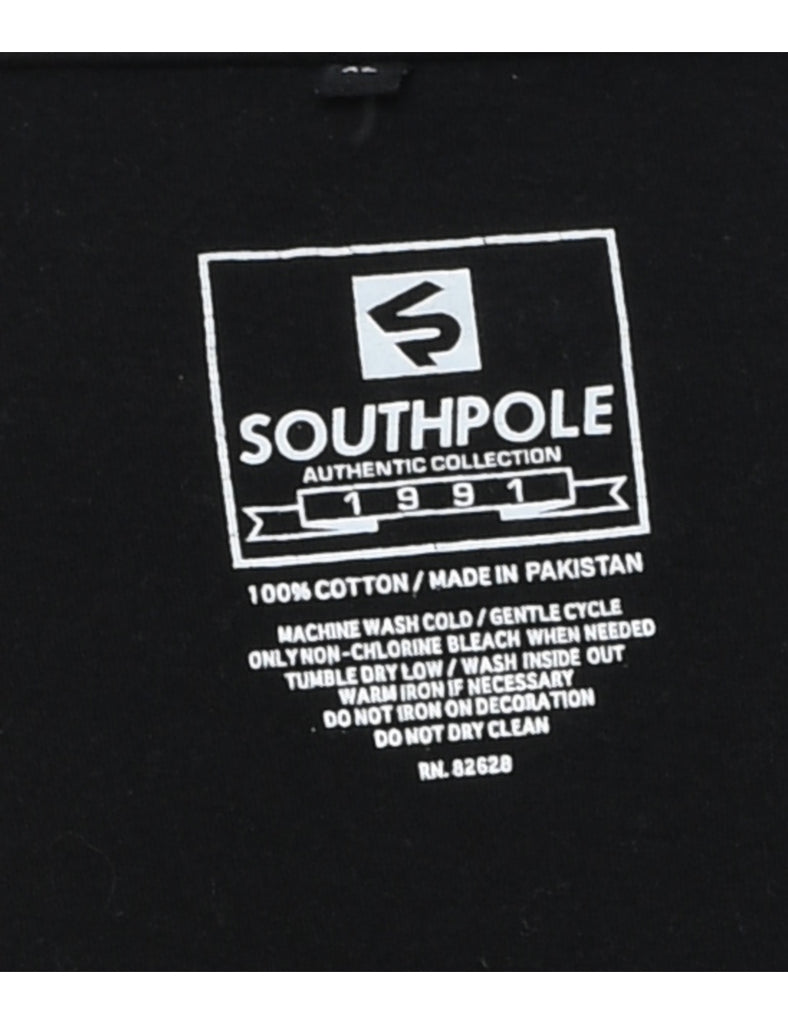 SOUTHPOLE
AUTHENTIC COLLECTION
1991
100% COTTON / MADE IN PAKISTAN
MACHINE WASH COLD / GENTLE CYCLE
ONLY NON-CHLORINE BLEACH WHEN NEEDED
TUMBLE DRY LOW / WASH INSIDE OUT
WARM IRON IF NECESSARY
DO NOT IRON ON DECORATION
DO NOT DRY CLEAN
RN. 82628